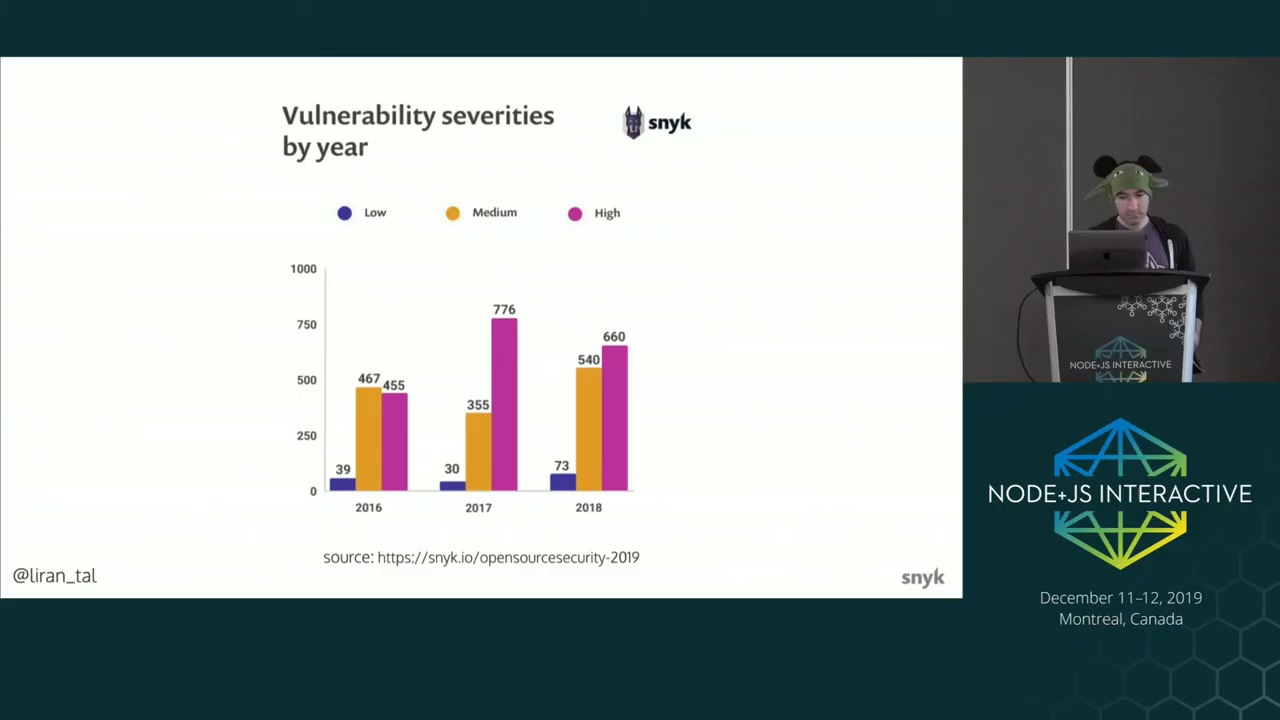 Vulnerability severities
by year
snyk
Low
Medium
High
1000
750
500
250
0
39
467
455
30
355
776
73
540
660
2016
2017
2018
source: https://snyk.io/opensourcesecurity-2019
@liran_tal
snyk
NODE+JS INTERACTIVE
NODE+JS INTERACTIVE
December 11–12, 2019
Montreal, Canada